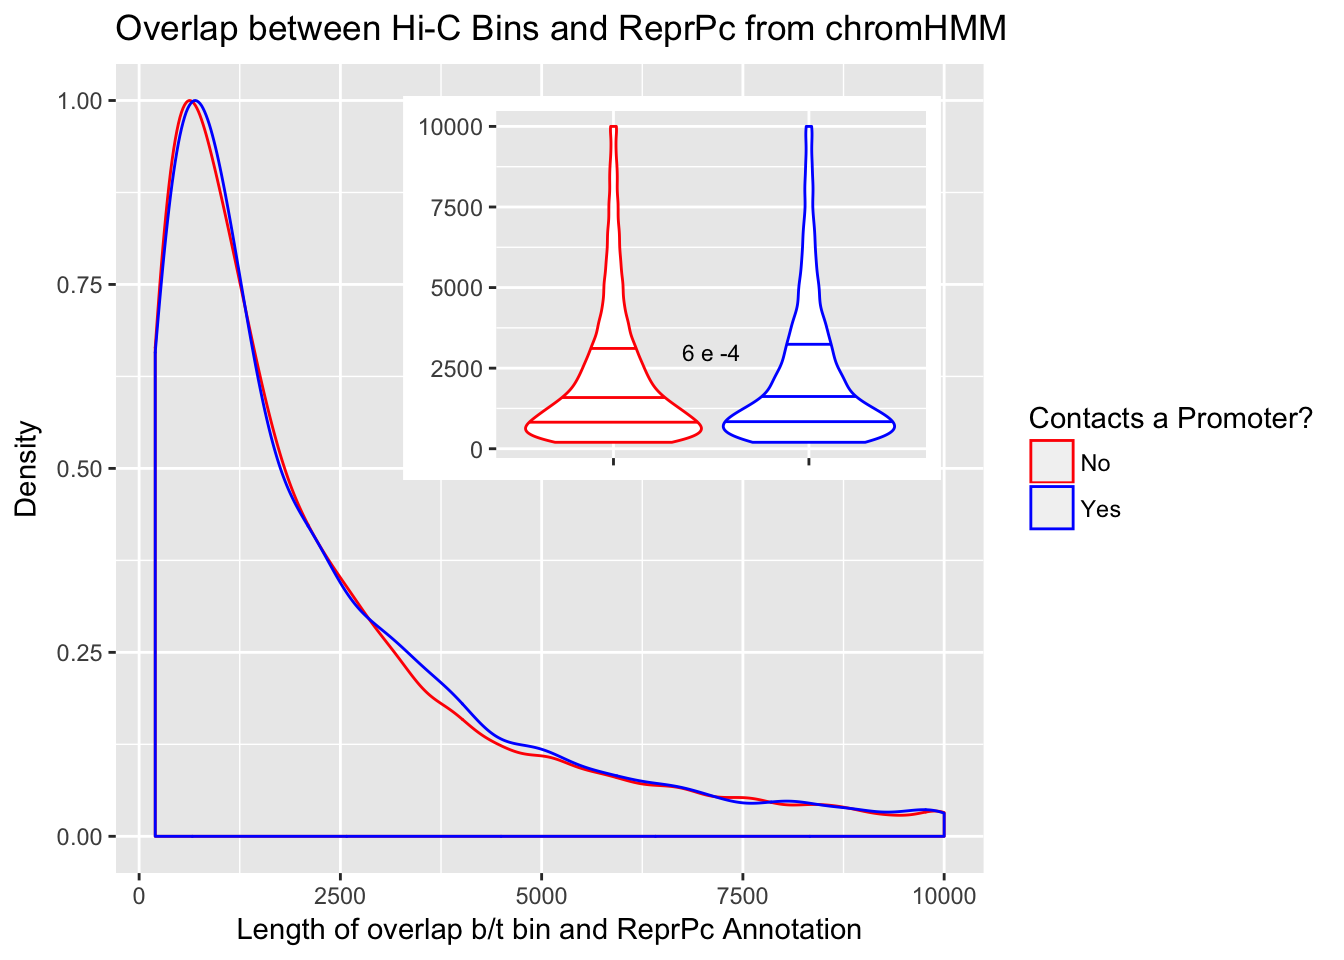 Overlap between Hi-C Bins and ReprPc from chromHMM
Density
1.00
0.75
0.50
0.25
0.00
10000
7500
5000
2500
0
6 e -4
0
2500
5000
7500
10000
Length of overlap b/t bin and ReprPc Annotation
Contacts a Promoter?
No
Yes